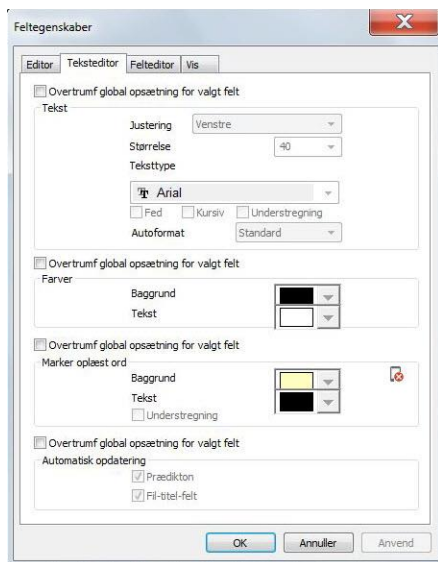 Feltegenskaber
Editor Teksteditor Felteditor Vis
Overtrumf global opsætning for valgt felt
Tekst
Justering Venstre
Størrelse 40
Teksttype
Arial
Fed Kursiv Understregning
Autoformat Standard
Overtrumf global opsætning for valgt felt
Farver
Baggrund
Tekst
Overtrumf global opsætning for valgt felt
Marker oplæst ord
Baggrund
Tekst
Understregning
Overtrumf global opsætning for valgt felt
Automatisk opdatering
Prædikton
Fil-titel-felt
OK Annuller Anvend